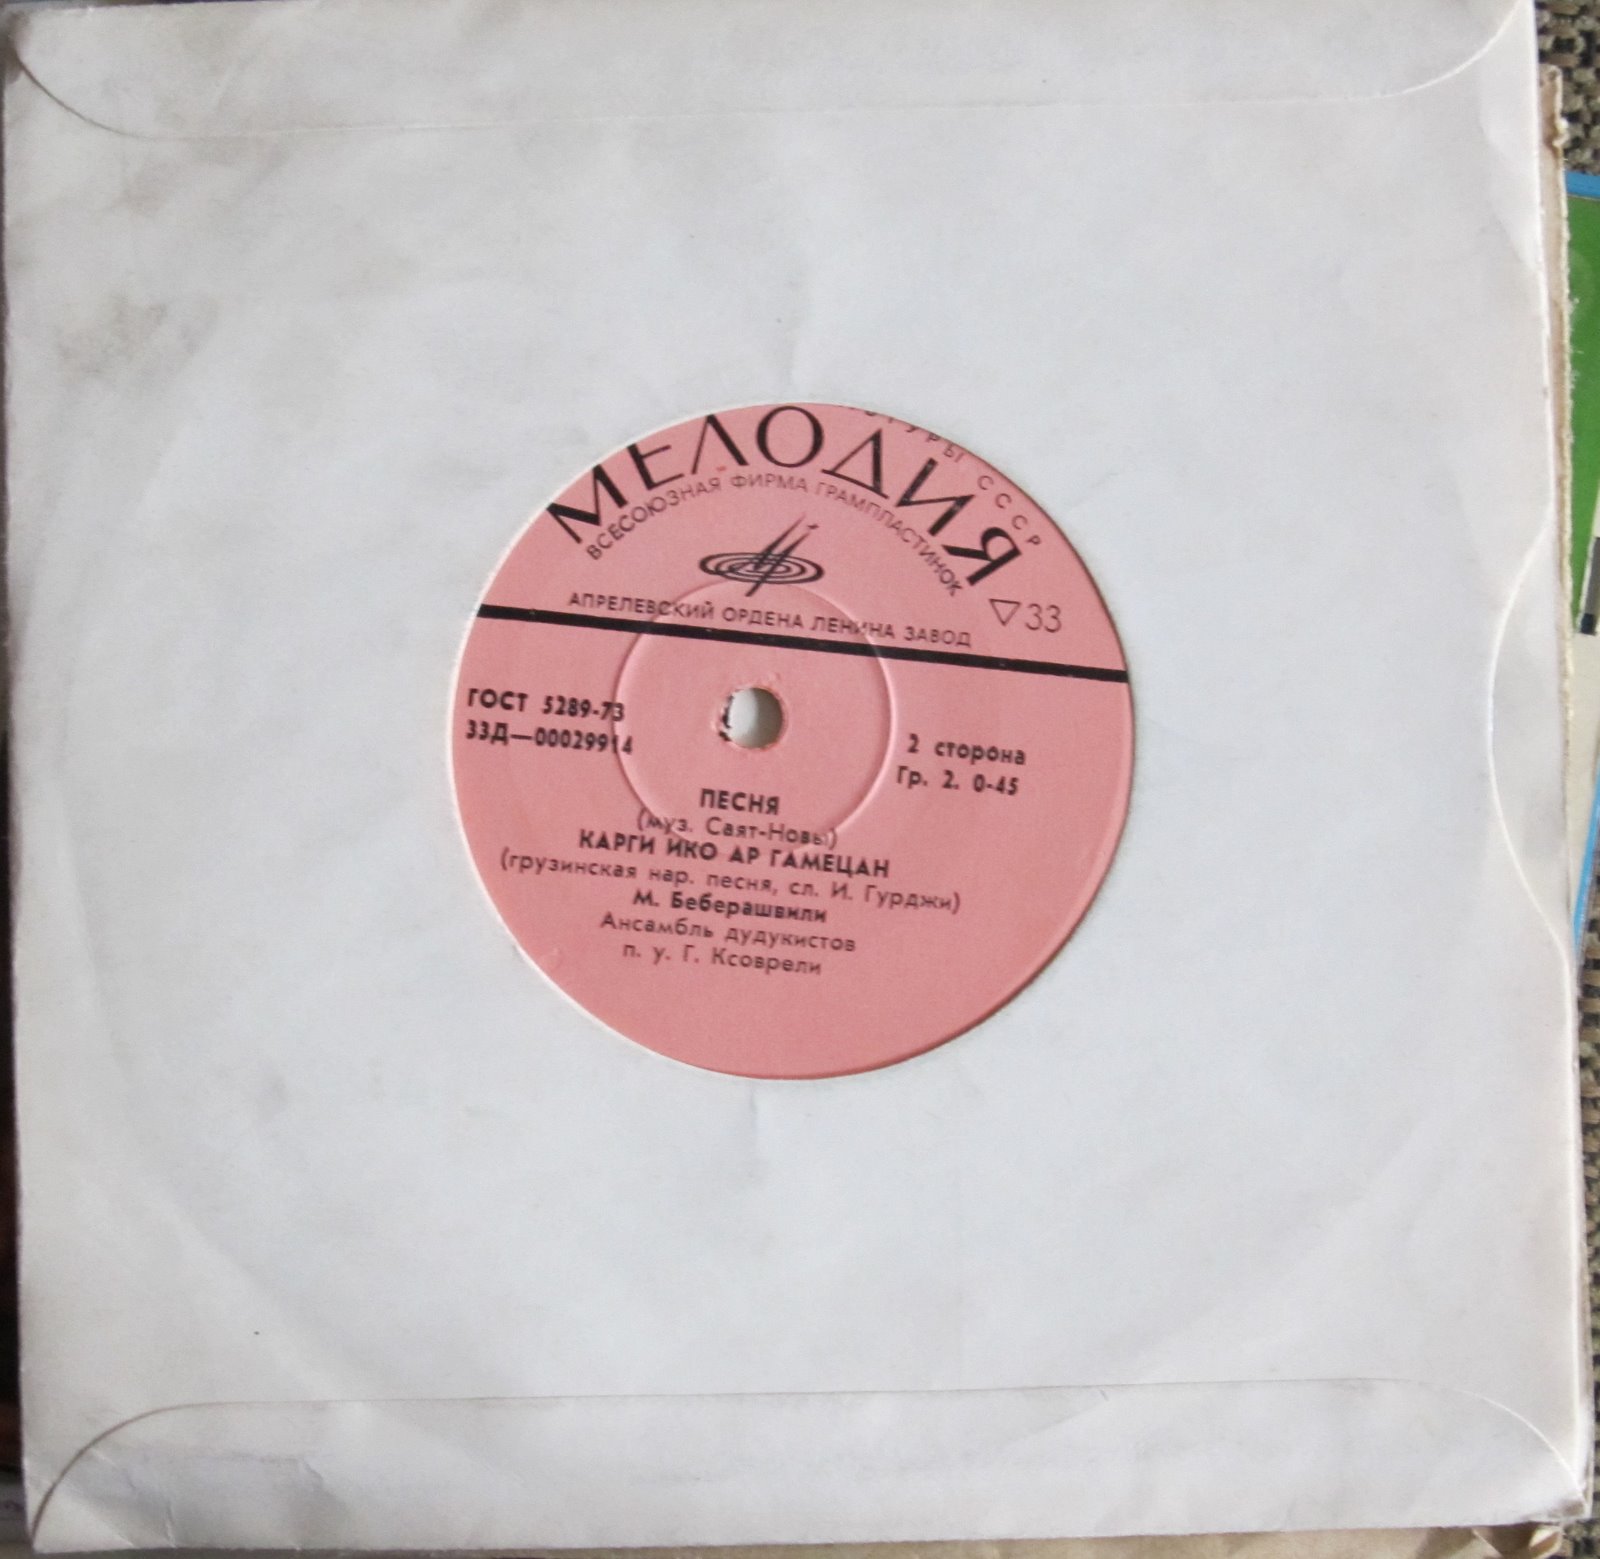 СССР
МЕЛОДИЯ
ВСЕСОЮЗНАЯ ФИРМА ГРАМПЛАСТИНОК
▽33
АПРЕЛЕВСКИЙ ОРДЕНА ЛЕНИНА ЗАВОД
ГОСТ 5289-73
33Д—00029914
2 сторона
Гр. 2. 0-45
ПЕСНЯ
(муз. Саят-Новы)
КАРГИ ИКО АР ГАМЕЦАН
(грузинская нар. песня, сл. И. Гурджи)
М. Беберашвили
Ансамбль дудукистов
п. у. Г. Ксоврели